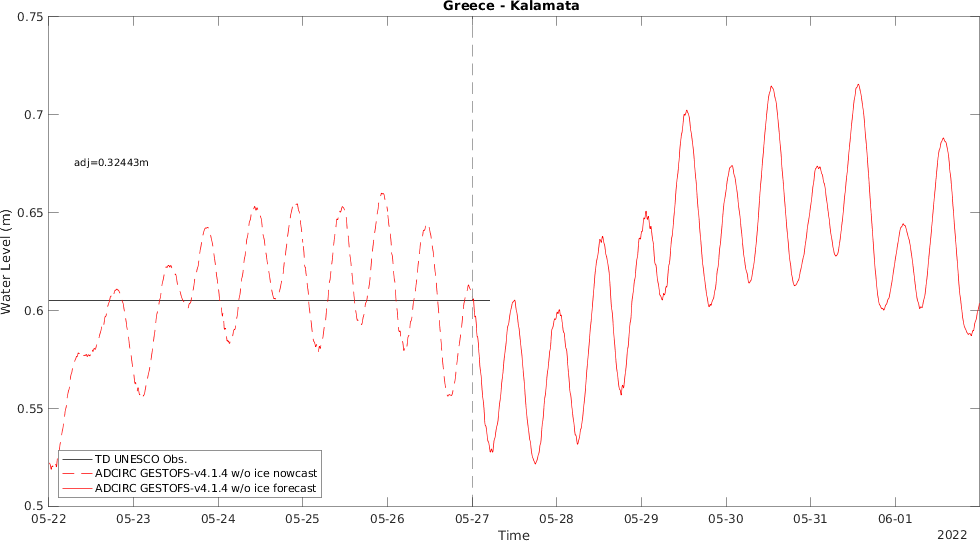 Greece - Kalamata
0.75
0.7
0.65
0.6
0.55
0.5
Water Level (m)
adj=0.32443m
TD UNESCO Obs.
ADCIRC GESTOFS-v4.1.4 w/o ice nowcast
ADCIRC GESTOFS-v4.1.4 w/o ice forecast
05-22 05-23 05-24 05-25 05-26 05-27 05-28 05-29 05-30 05-31 06-01
Time
2022